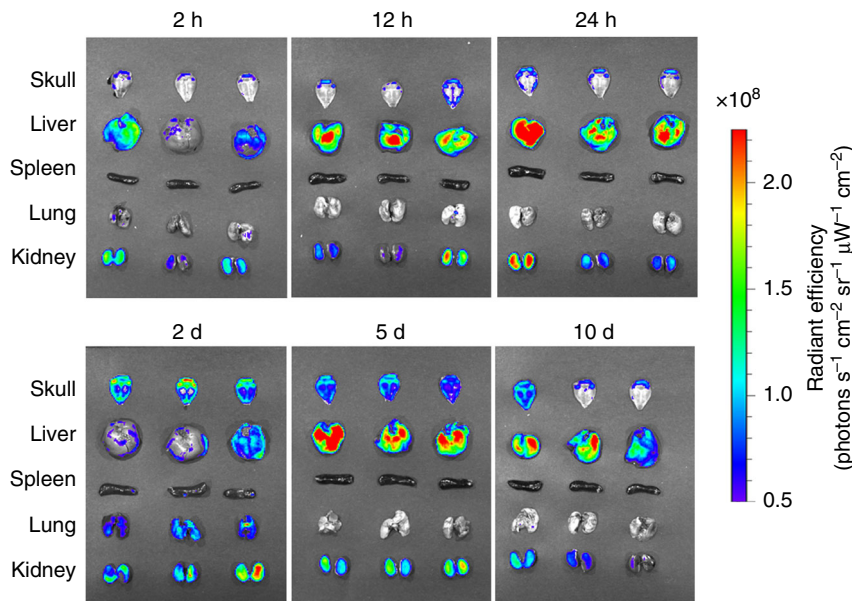 2 h 12 h 24 h
Skull
Liver
Spleen
Lung
Kidney
2 d 5 d 10 d
Skull
Liver
Spleen
Lung
Kidney
×10⁸
2.0
1.5
1.0
0.5
Radiant efficiency
(photons s⁻¹ cm⁻² sr⁻¹ μW⁻¹ cm⁻²)